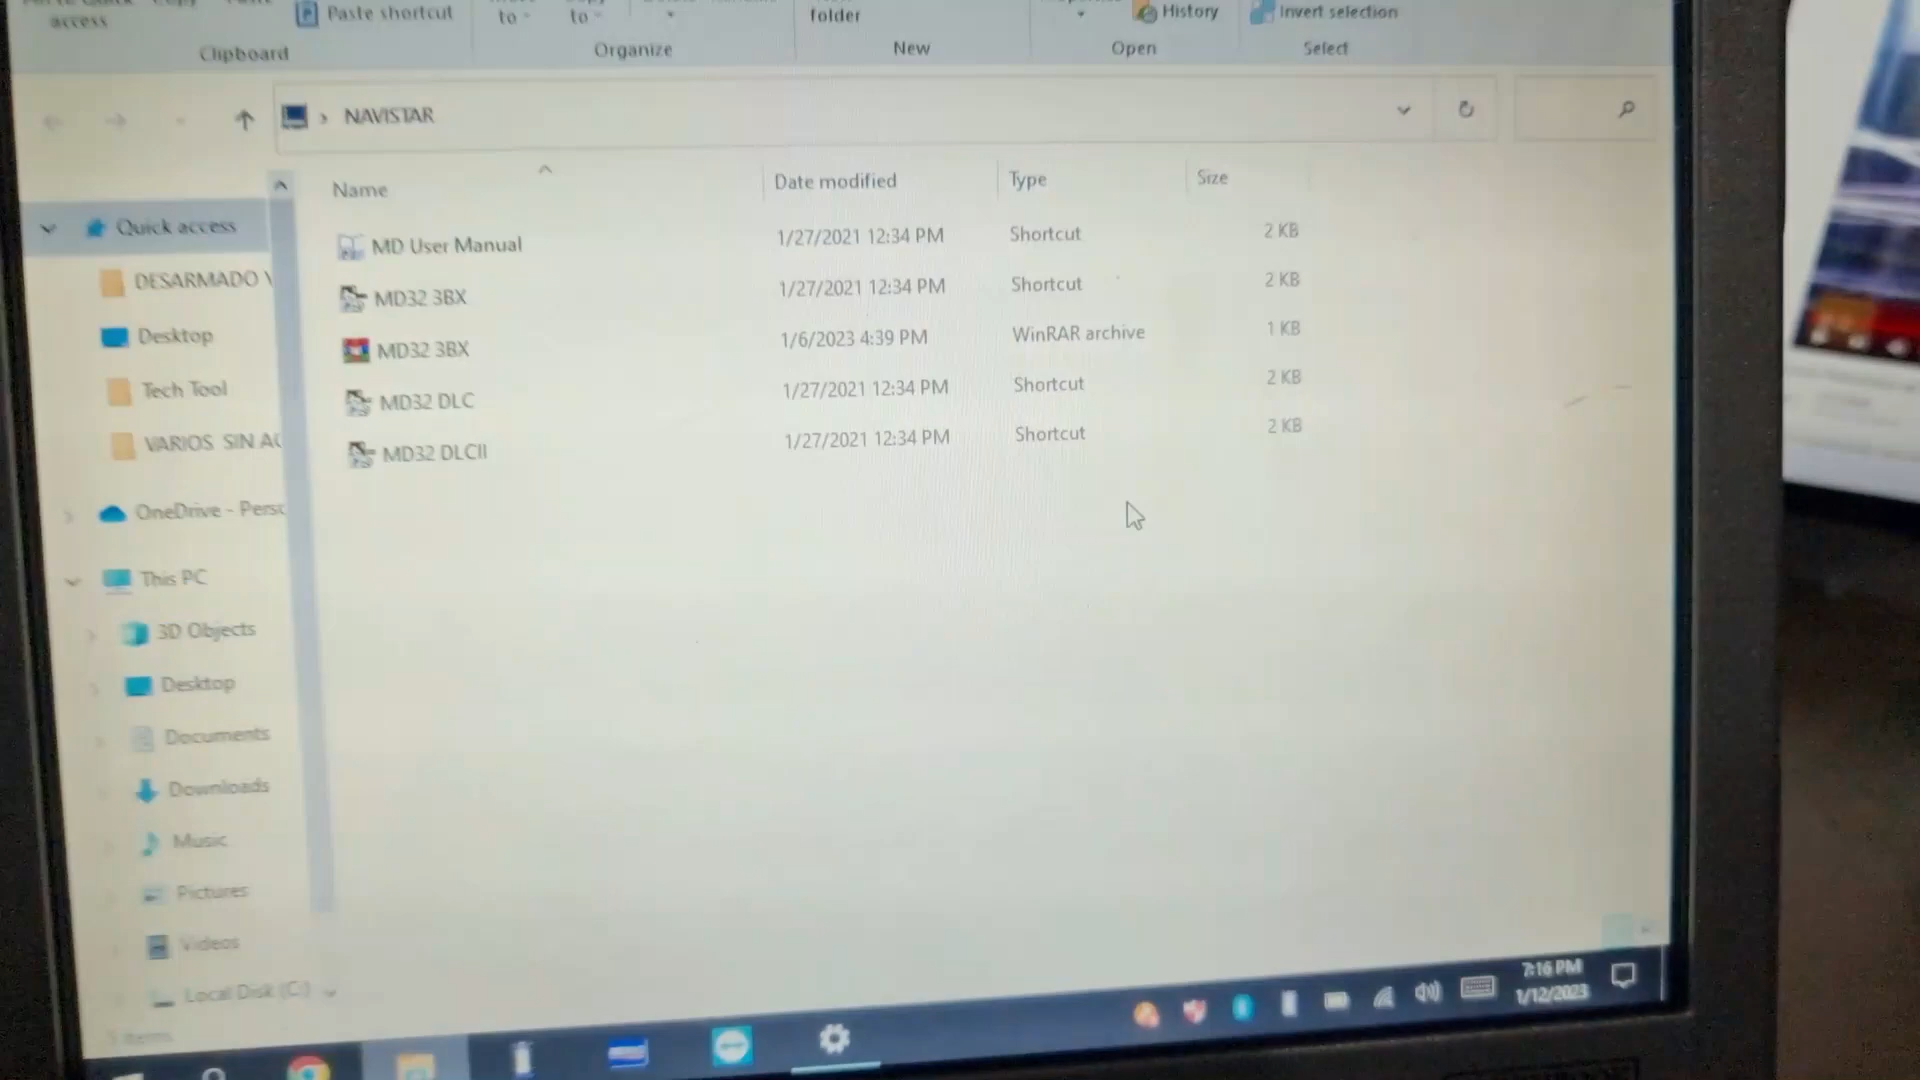 access
Paste shortcut
to
to
folder
History
Invert selection
Clipboard
Organize
New
Open
Select
NAVISTAR
Name
Date modified
Type
Size
MD User Manual 1/27/2021 12:34 PM Shortcut 2 KB
MD32 3BX 1/27/2021 12:34 PM Shortcut 2 KB
MD32 3BX 1/6/2023 4:39 PM WinRAR archive 1 KB
MD32 DLC 1/27/2021 12:34 PM Shortcut 2 KB
MD32 DLCII 1/27/2021 12:34 PM Shortcut 2 KB
Quick access
DESARMADO
Desktop
Tech Tool
VARIOS SIN
OneDrive - Perso
This PC
3D Objects
Desktop
Documents
Downloads
Music
Pictures
Videos
Local Disk (C:)
5 items
7:16 PM
1/12/2023